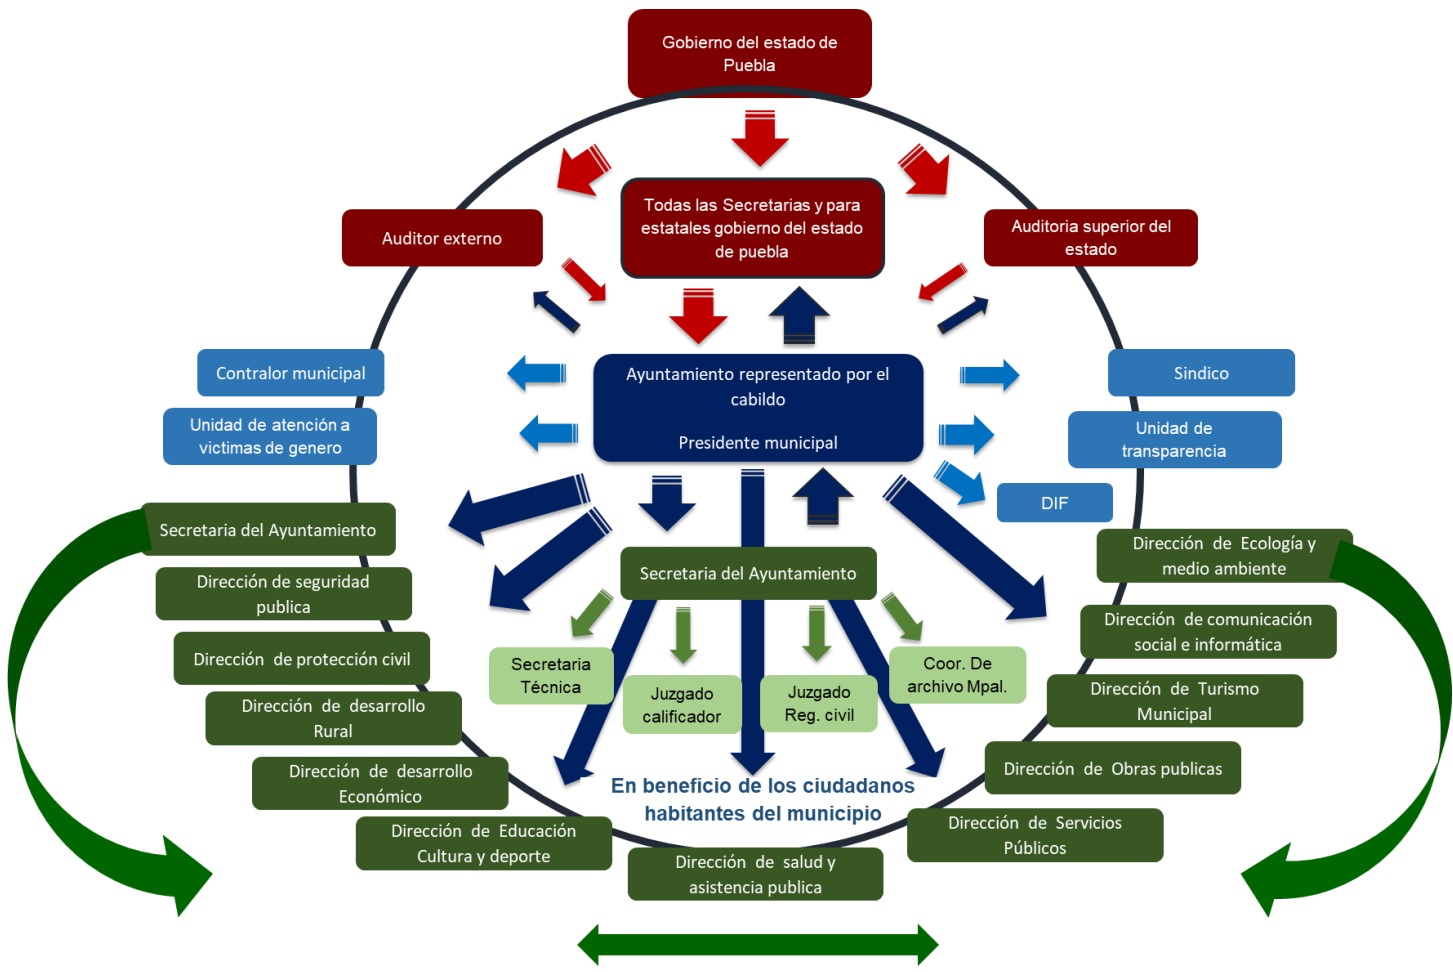 Gobierno del estado de
Puebla
Todas las Secretarias y para
estatales gobierno del estado
de puebla
Auditor externo
Auditoria superior del
estado
Ayuntamiento representado por el
cabildo
Presidente municipal
Contralor municipal
Sindico
Unidad de atención a
victimas de genero
Unidad de
transparencia
DIF
Secretaria del Ayuntamiento
Dirección de Ecología y
medio ambiente
Secretaria del Ayuntamiento
Dirección de seguridad
publica
Dirección de comunicación
social e informática
Dirección de protección civil
Secretaria
Técnica
Juzgado
calificador
Juzgado
Reg. civil
Coor. De
archivo Mpal.
Dirección de Turismo
Municipal
Dirección de desarrollo
Rural
Dirección de Obras publicas
Dirección de desarrollo
Económico
En beneficio de los ciudadanos
habitantes del municipio
Dirección de Educación
Cultura y deporte
Dirección de Servicios
Públicos
Dirección de salud y
asistencia publica